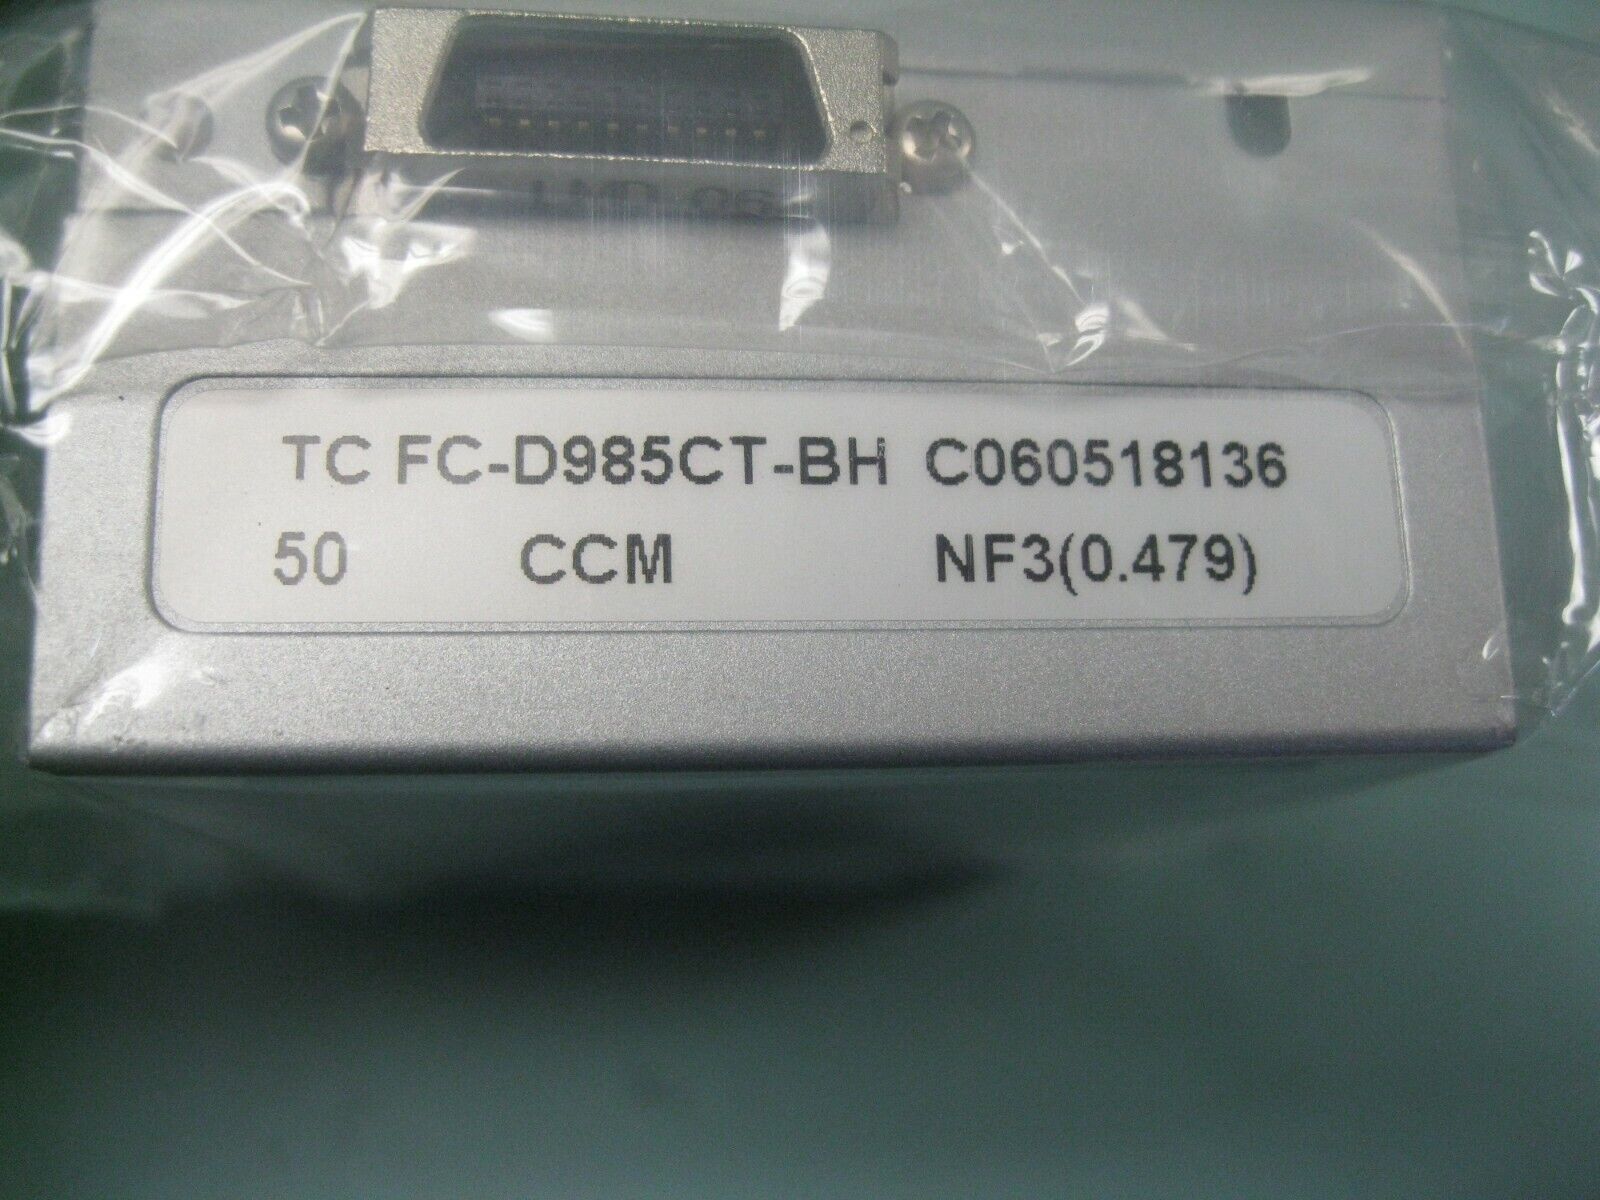 TC FC-D985CT-BH C060518136
50 CCM NF3(0.479)